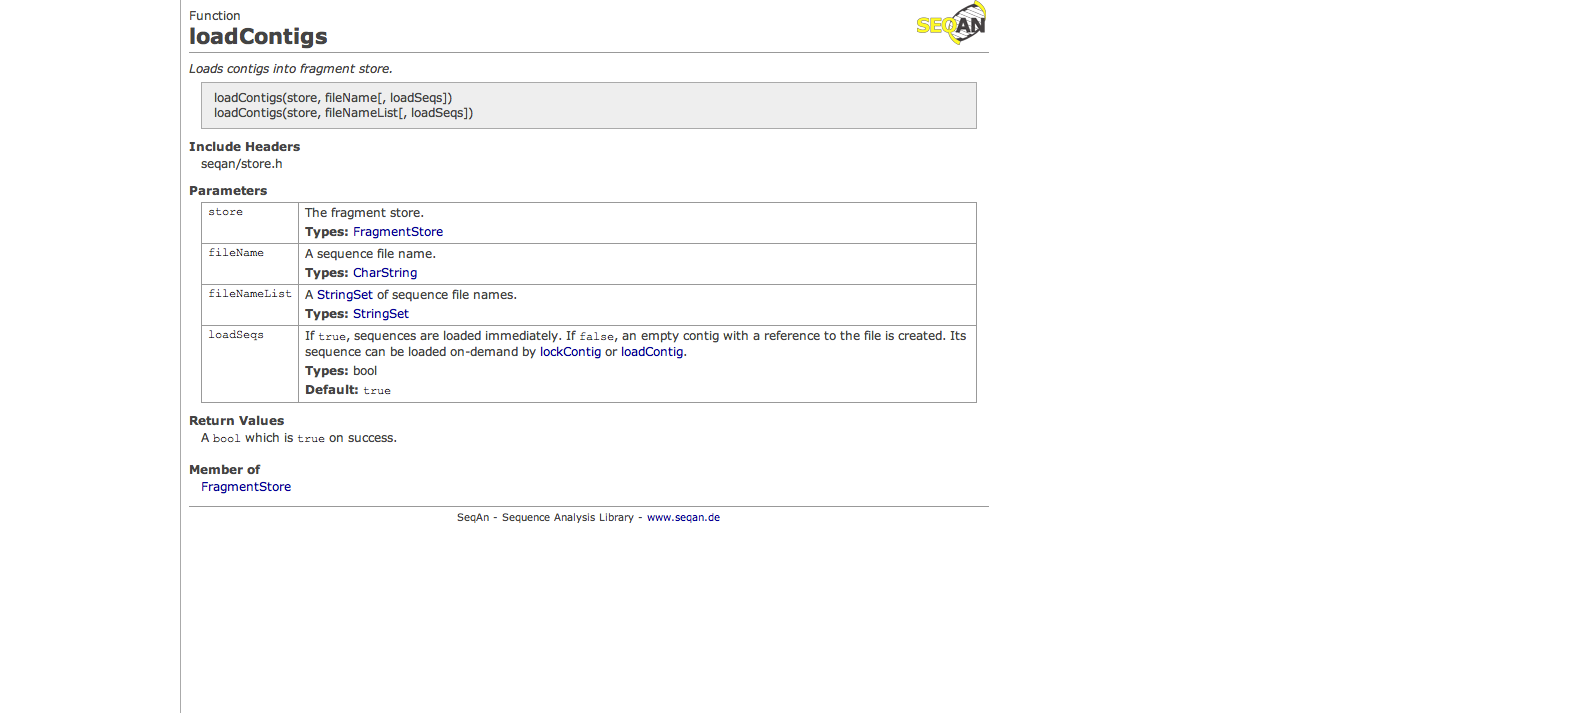 Function
loadContigs
SEQAN
Loads contigs into fragment store.
loadContigs(store, fileName[, loadSeqs])
loadContigs(store, fileNameList[, loadSeqs])
Include Headers
seqan/store.h
Parameters
store
The fragment store.
Types: FragmentStore
fileName
A sequence file name.
Types: CharString
fileNameList
A StringSet of sequence file names.
Types: StringSet
loadSeqs
If true, sequences are loaded immediately. If false, an empty contig with a reference to the file is created. Its
sequence can be loaded on-demand by lockContig or loadContig.
Types: bool
Default: true
Return Values
A bool which is true on success.
Member of
FragmentStore
SeqAn - Sequence Analysis Library - www.seqan.de